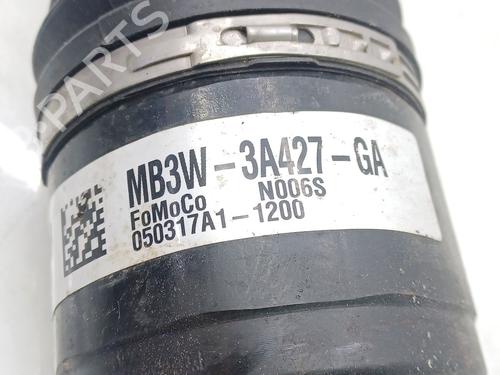 PARTS
MB3W-3A427-GA
FoMoCo N006S
050317A1-1200